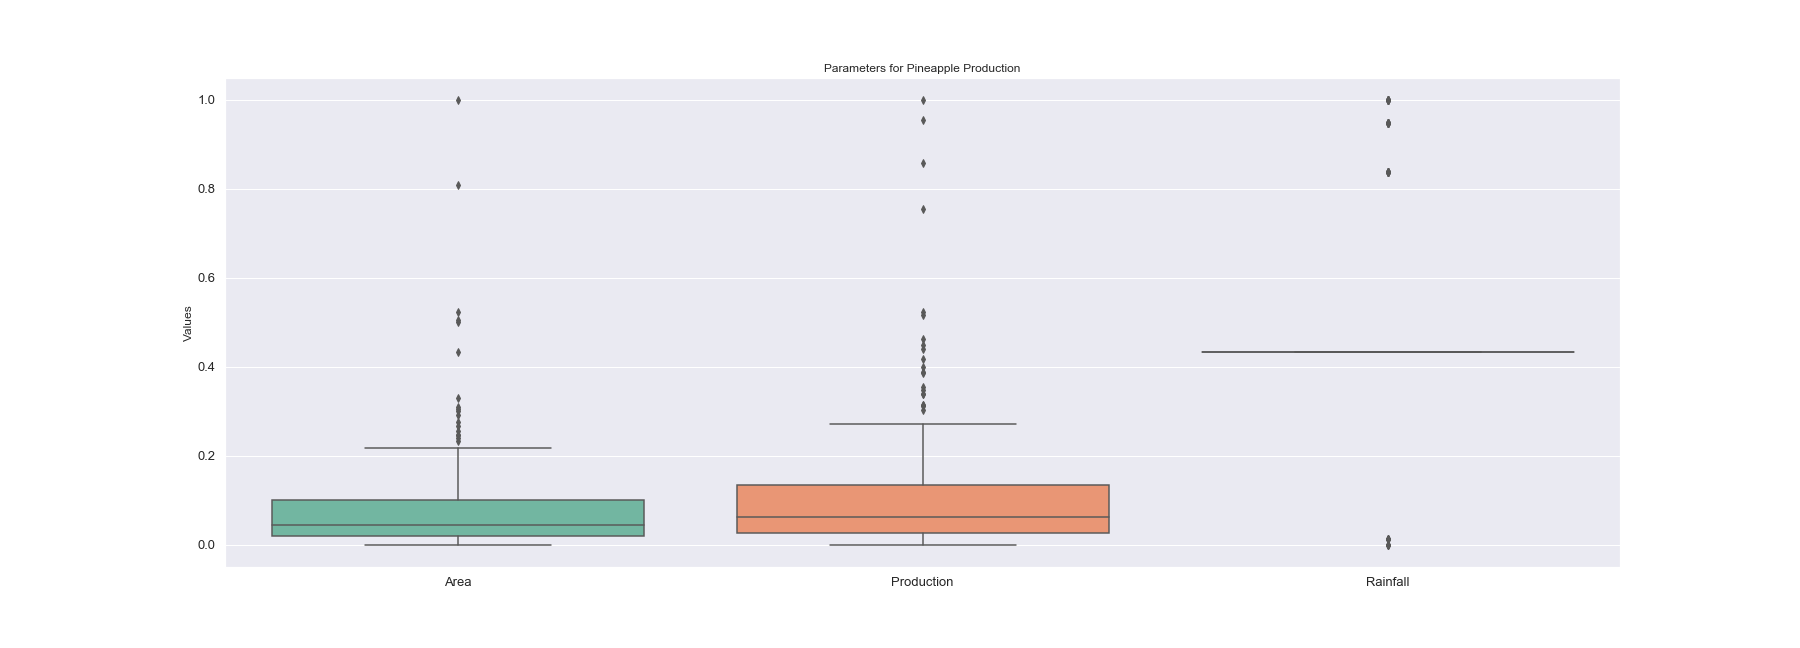 Parameters for Pineapple Production
1.0
0.8
0.6
0.4
0.2
0.0
Values
Area
Production
Rainfall